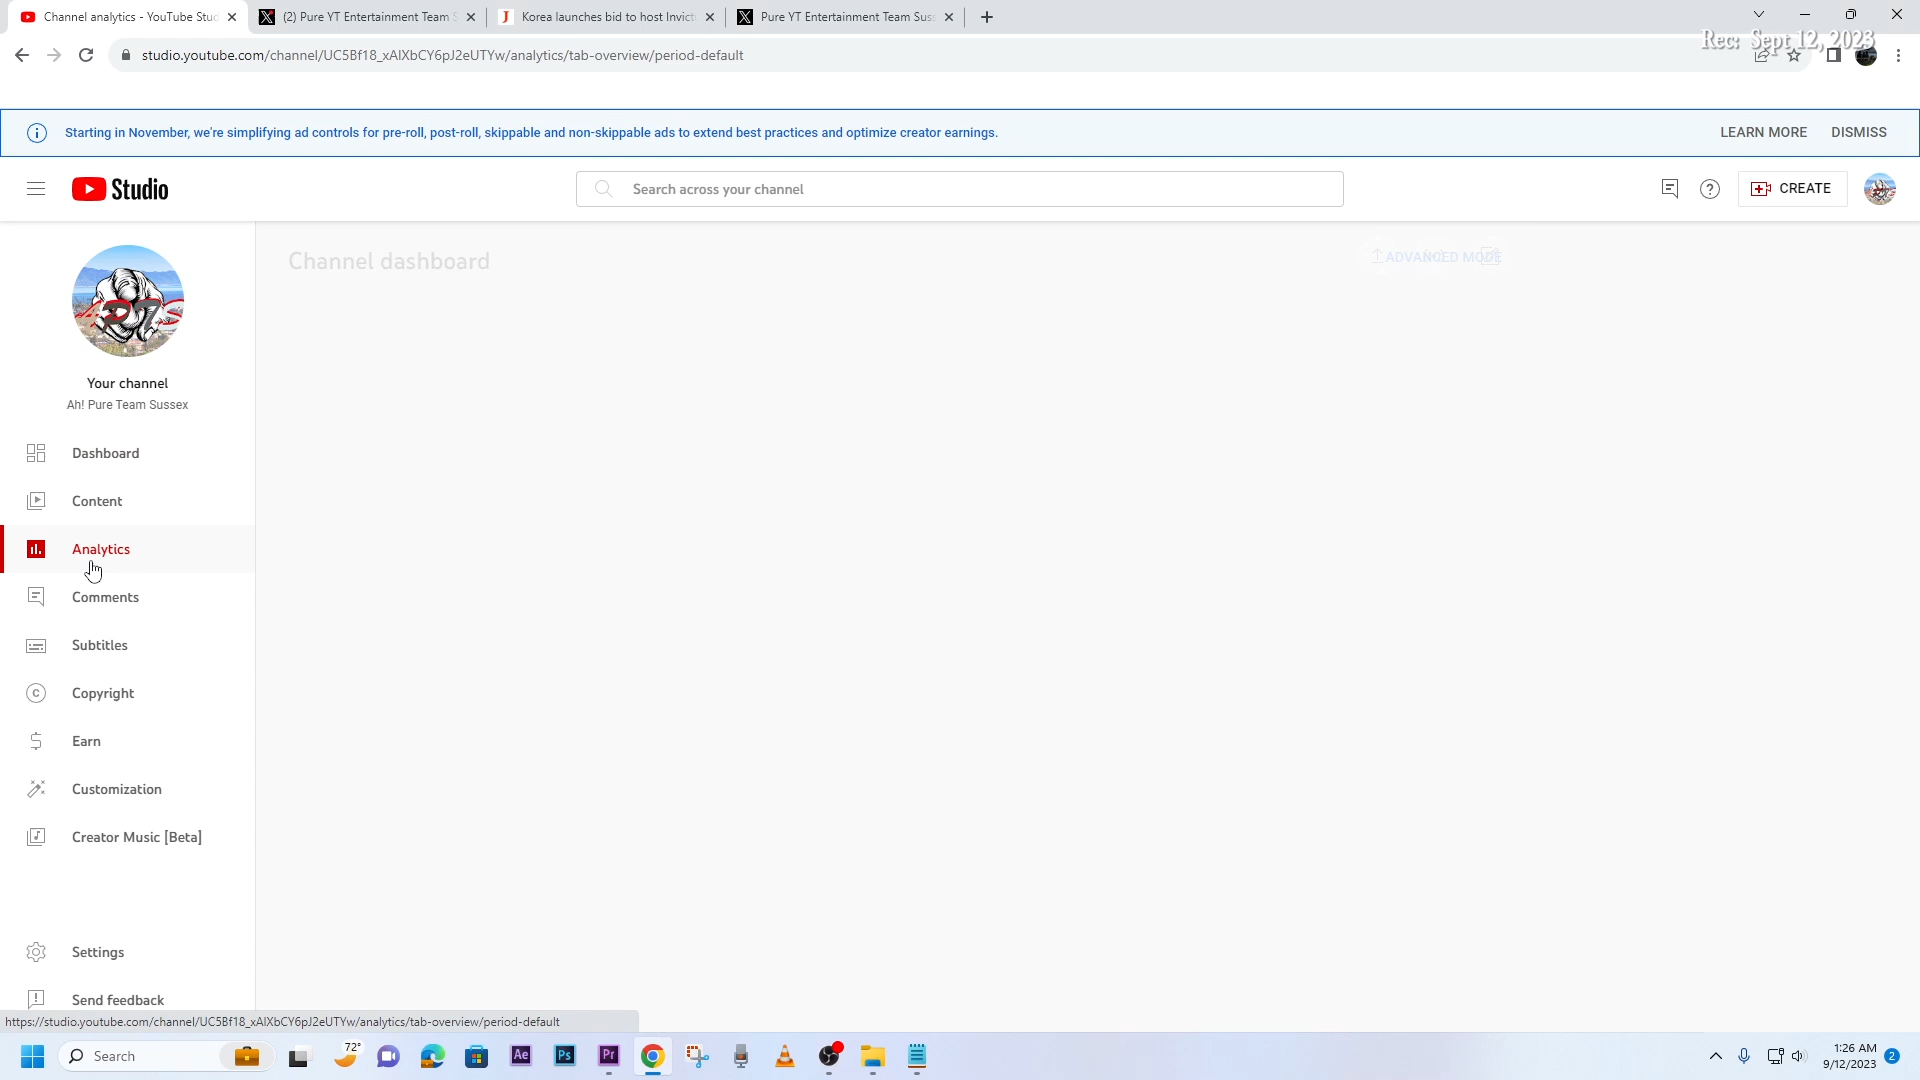 Channel analytics - YouTube Stud
(2) Pure YT Entertainment Team S
Korea launches bid to host Invict
Pure YT Entertainment Team Suss
studio.youtube.com/channel/UC5Bf18_xAIXbCY6pJ2eUTYw/analytics/tab-overview/period-default
Rec: Sept 12, 2023
Starting in November, we're simplifying ad controls for pre-roll, post-roll, skippable and non-skippable ads to extend best practices and optimize creator earnings.
LEARN MORE
DISMISS
Studio
Search across your channel
CREATE
Channel dashboard
ADVANCED MODE
Your channel
Ah! Pure Team Sussex
Dashboard
Content
Analytics
Comments
Subtitles
Copyright
Earn
Customization
Creator Music [Beta]
Settings
Send feedback
https://studio.youtube.com/channel/UC5Bf18_xAIXbCY6pJ2eUTYw/analytics/tab-overview/period-default
Search
72°
Ae
Ps
Pr
1:26 AM
9/12/2023
2